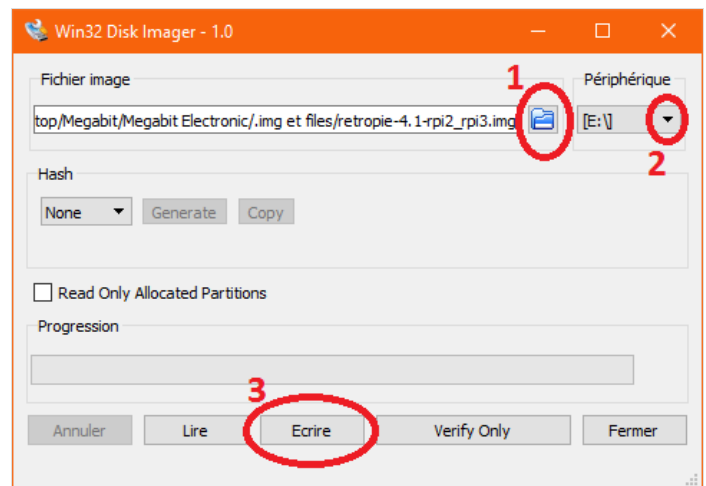 Win32 Disk Imager - 1.0
1
Fichier image
Périphérique
top/Megabit/Megabit Electronic/.img et files/retropie-4.1-rpi2_rpi3.img
[E:\]
2
Hash
None
Generate
Copy
Read Only Allocated Partitions
Progression
3
Annuler
Lire
Ecrire
Verify Only
Fermer